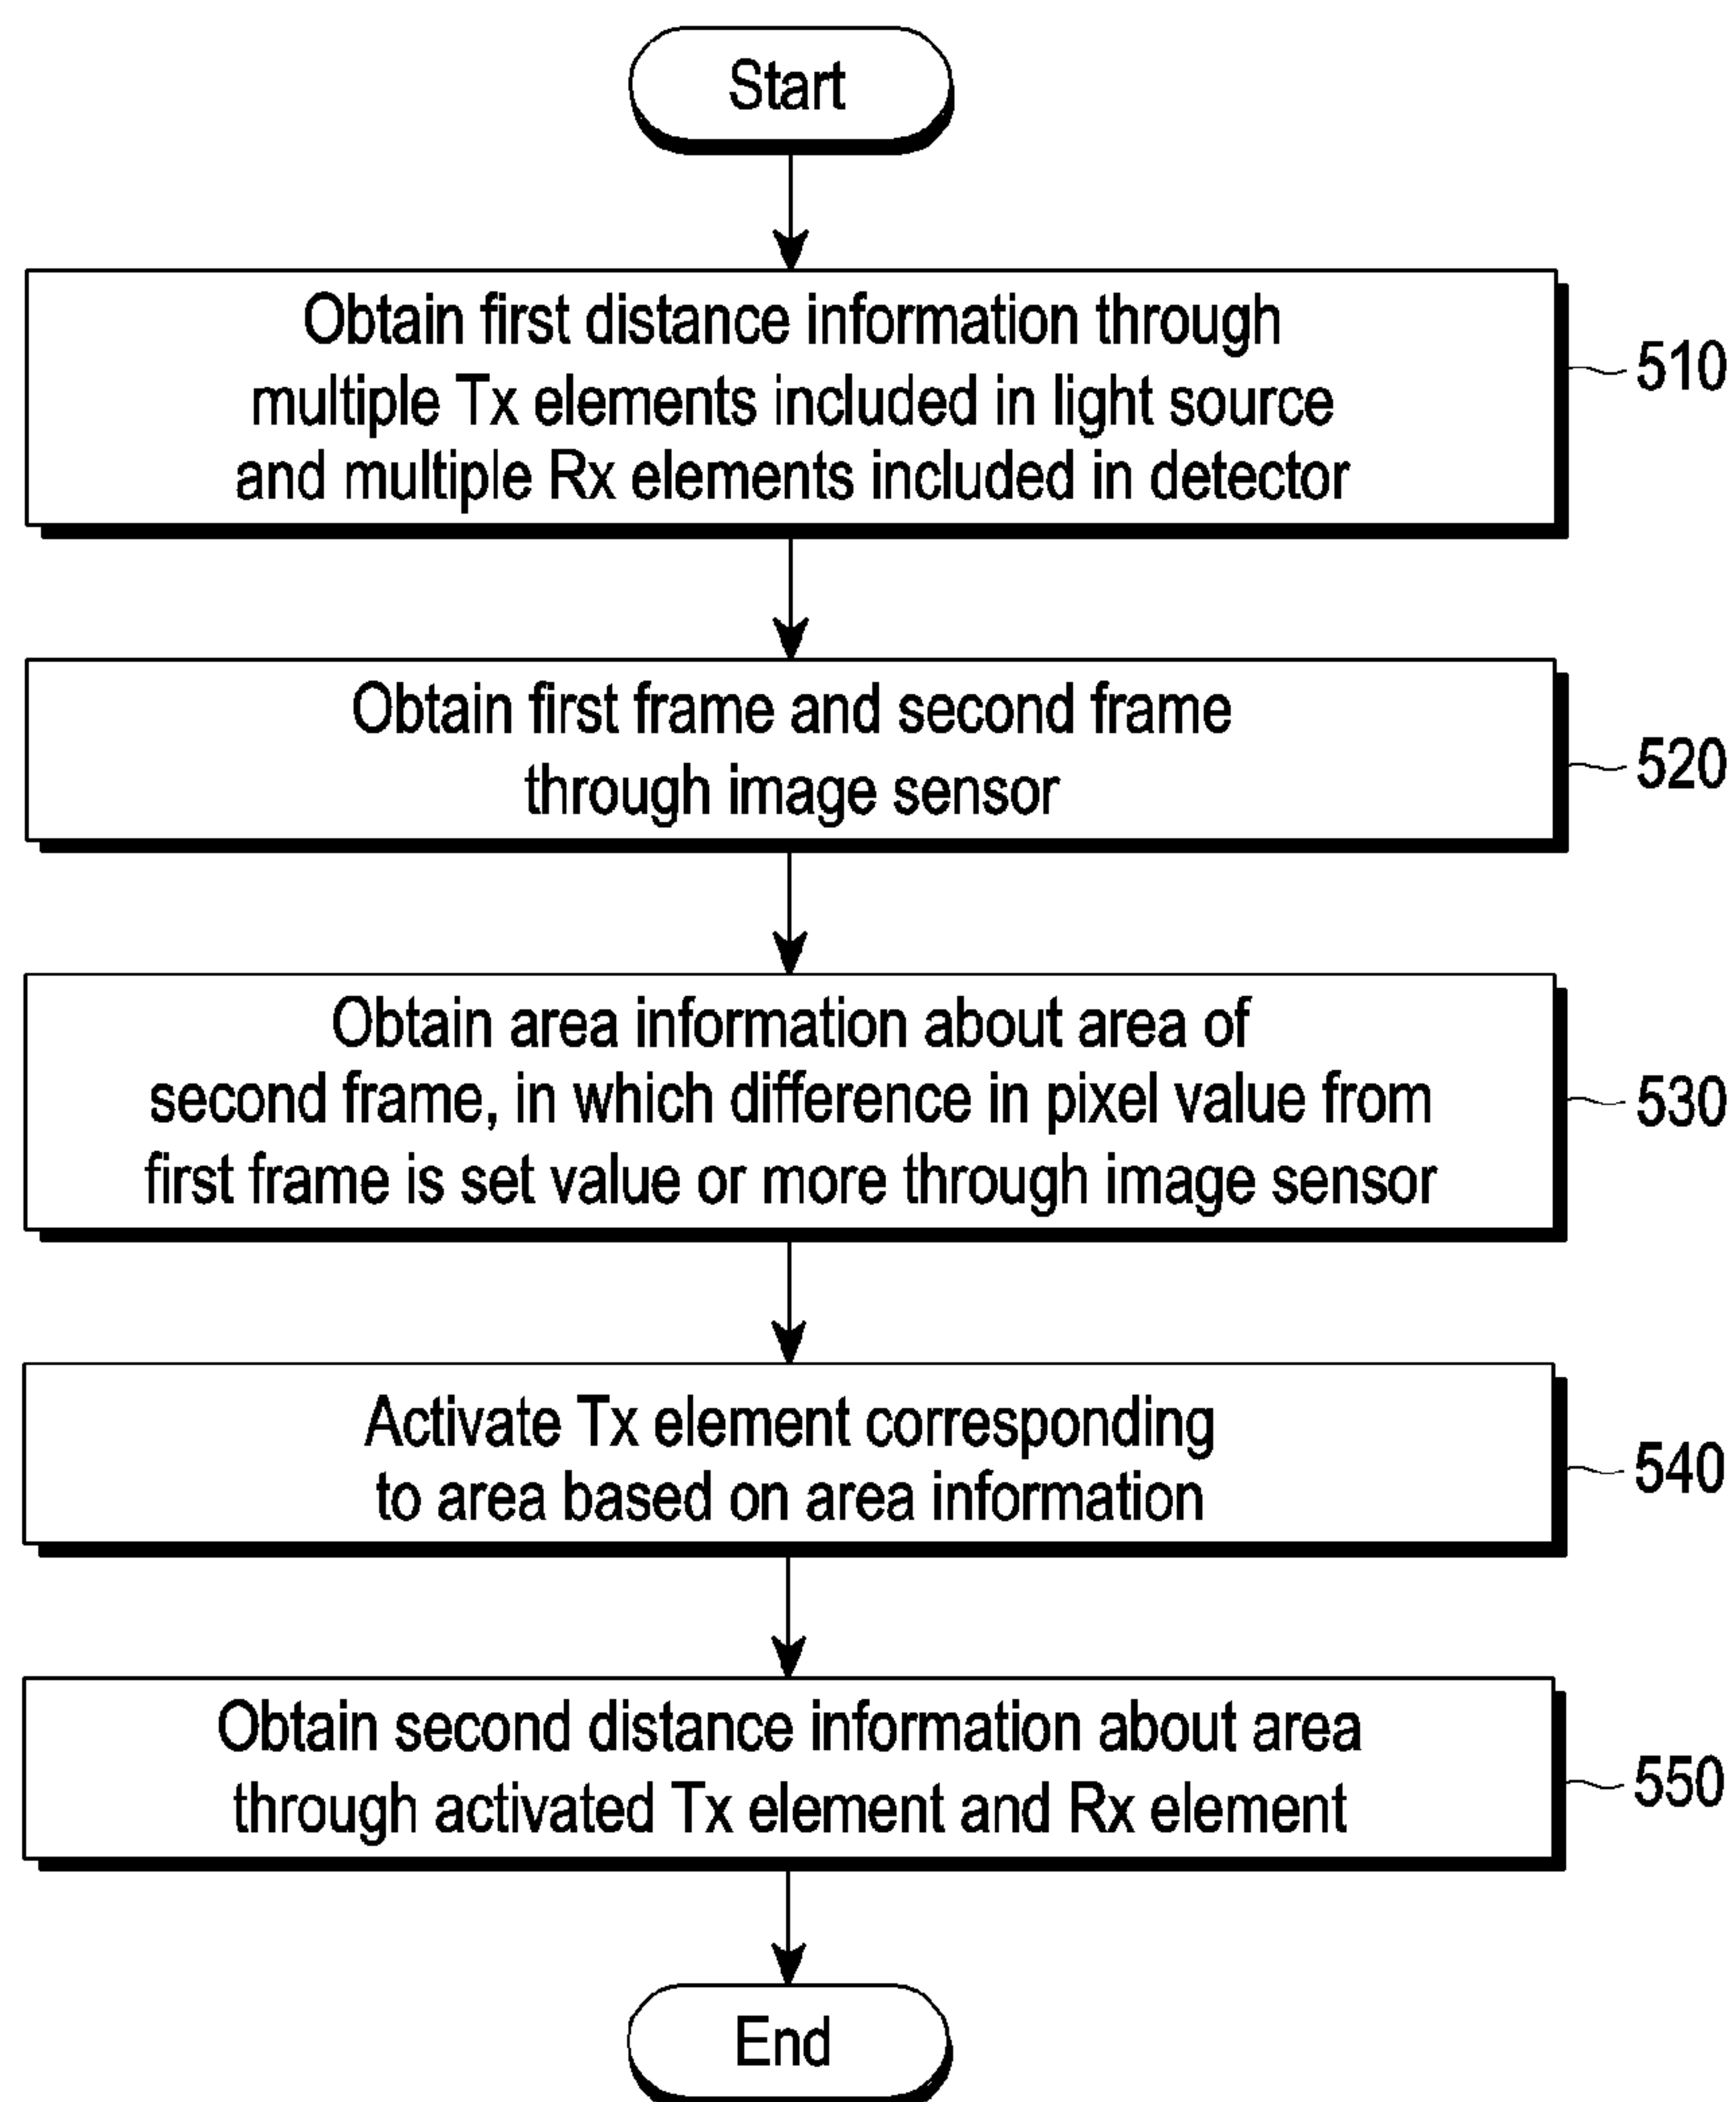 Start
Obtain first distance information through
multiple Tx elements included in light source
and multiple Rx elements included in detector
510
Obtain first frame and second frame
through image sensor
520
Obtain area information about area of
second frame, in which difference in pixel value from
first frame is set value or more through image sensor
530
Activate Tx element corresponding
to area based on area information
540
Obtain second distance information about area
through activated Tx element and Rx element
550
End